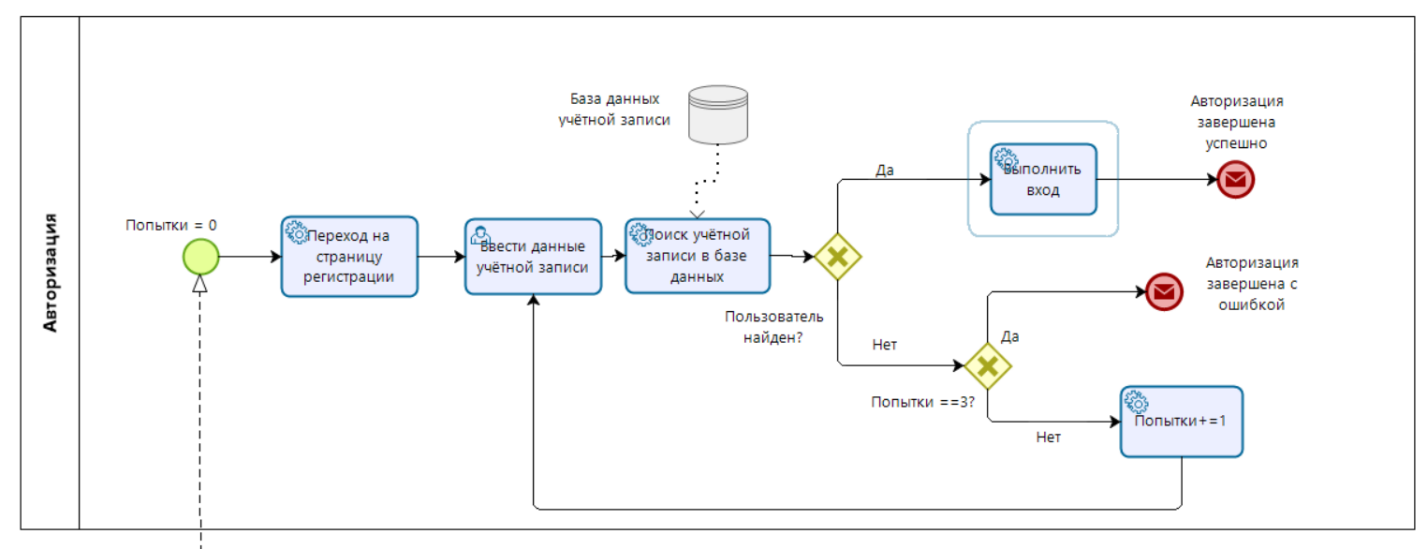 Авторизация
Попытки = 0
Переход на
страницу
регистрации
Ввести данные
учётной записи
База данных
учётной записи
Поиск учётной
записи в базе
данных
Пользователь
найден?
Да
Выполнить
вход
Авторизация
завершена
успешно
Нет
Попытки ==3?
Да
Авторизация
завершена с
ошибкой
Нет
Попытки+=1